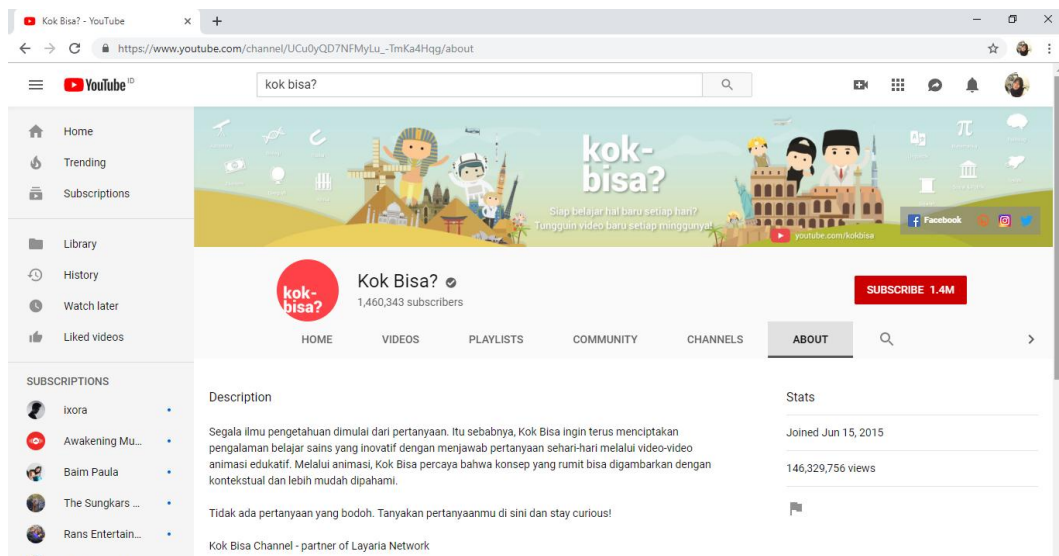 Kok Bisa? - YouTube
https://www.youtube.com/channel/UCu0yQD7NFMyLu_-TmKa4Hqg/about
YouTube ID
kok bisa?
Home
Trending
Subscriptions
Library
History
Watch later
Liked videos
SUBSCRIPTIONS
ixora
Awakening Mu...
Baim Paula
The Sungkars ...
Rans Entertain...
kok-
bisa?
Siap belajar hal baru setiap hari?
Tungguin video baru setiap minggunya!
youtube.com/kokbisa
Facebook
kok-
bisa?
Kok Bisa?
1,460,343 subscribers
SUBSCRIBE 1.4M
HOME VIDEOS PLAYLISTS COMMUNITY CHANNELS ABOUT
Description
Segala ilmu pengetahuan dimulai dari pertanyaan. Itu sebabnya, Kok Bisa ingin terus menciptakan
pengalaman belajar sains yang inovatif dengan menjawab pertanyaan sehari-hari melalui video-video
animasi edukatif. Melalui animasi, Kok Bisa percaya bahwa konsep yang rumit bisa digambarkan dengan
kontekstual dan lebih mudah dipahami.
Tidak ada pertanyaan yang bodoh. Tanyakan pertanyaanmu di sini dan stay curious!
Kok Bisa Channel - partner of Layaria Network
Stats
Joined Jun 15, 2015
146,329,756 views